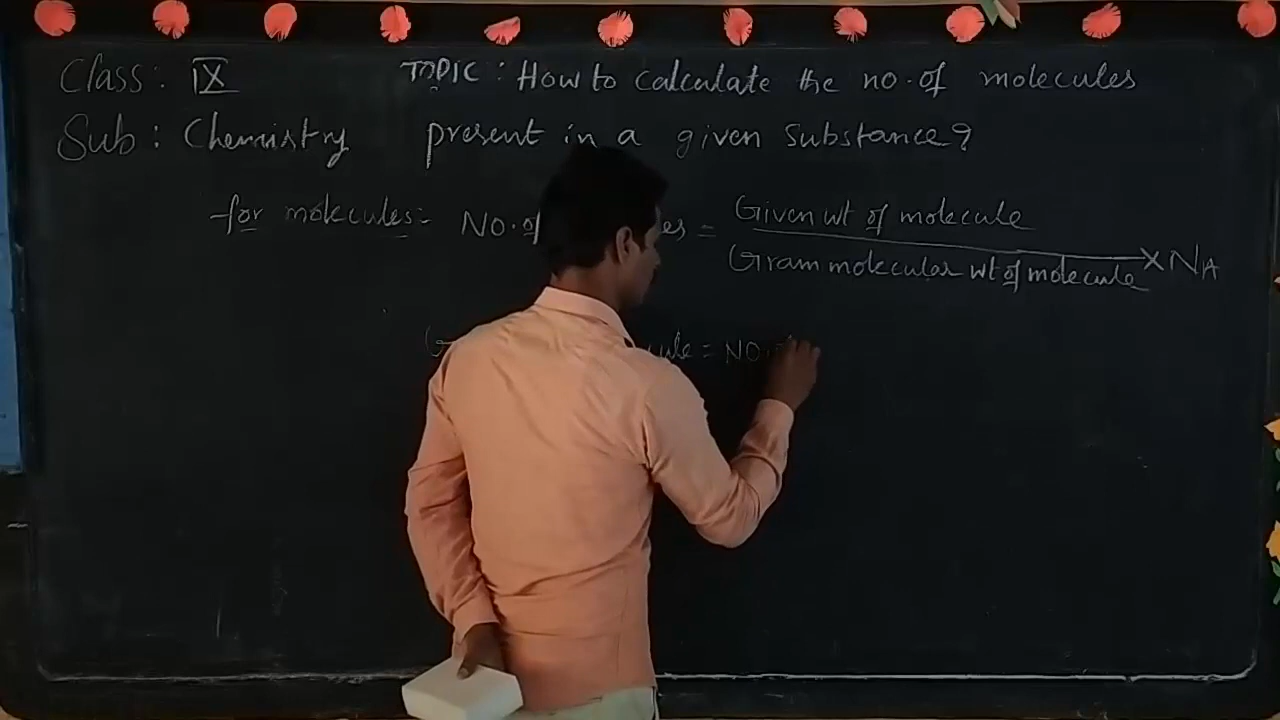 Class: IX TOPIC: How to calculate the no. of molecules
Sub: Chemistry present in a given substance?
for molecules:- NO. of = Given wt of molecule
Gram molecular wt of molecule × NA
= NO.